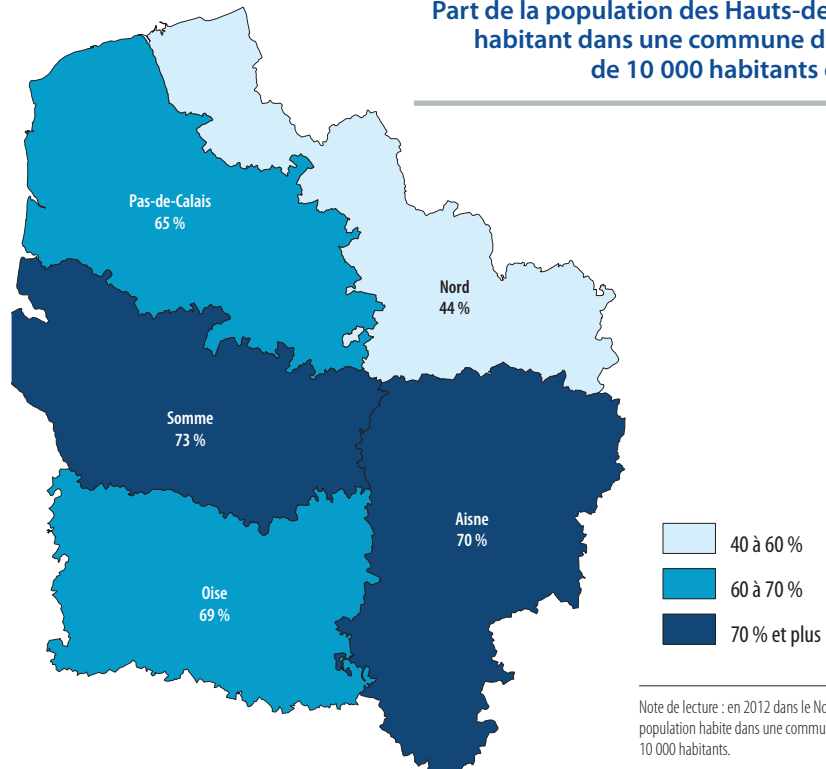 Part de la population des Hauts-de
habitant dans une commune d
de 10 000 habitants
Pas-de-Calais
65 %
Nord
44 %
Somme
73 %
Aisne
70 %
Oise
69 %
40 à 60 %
60 à 70 %
70 % et plus
Note de lecture : en 2012 dans le No
population habite dans une commu
10 000 habitants.